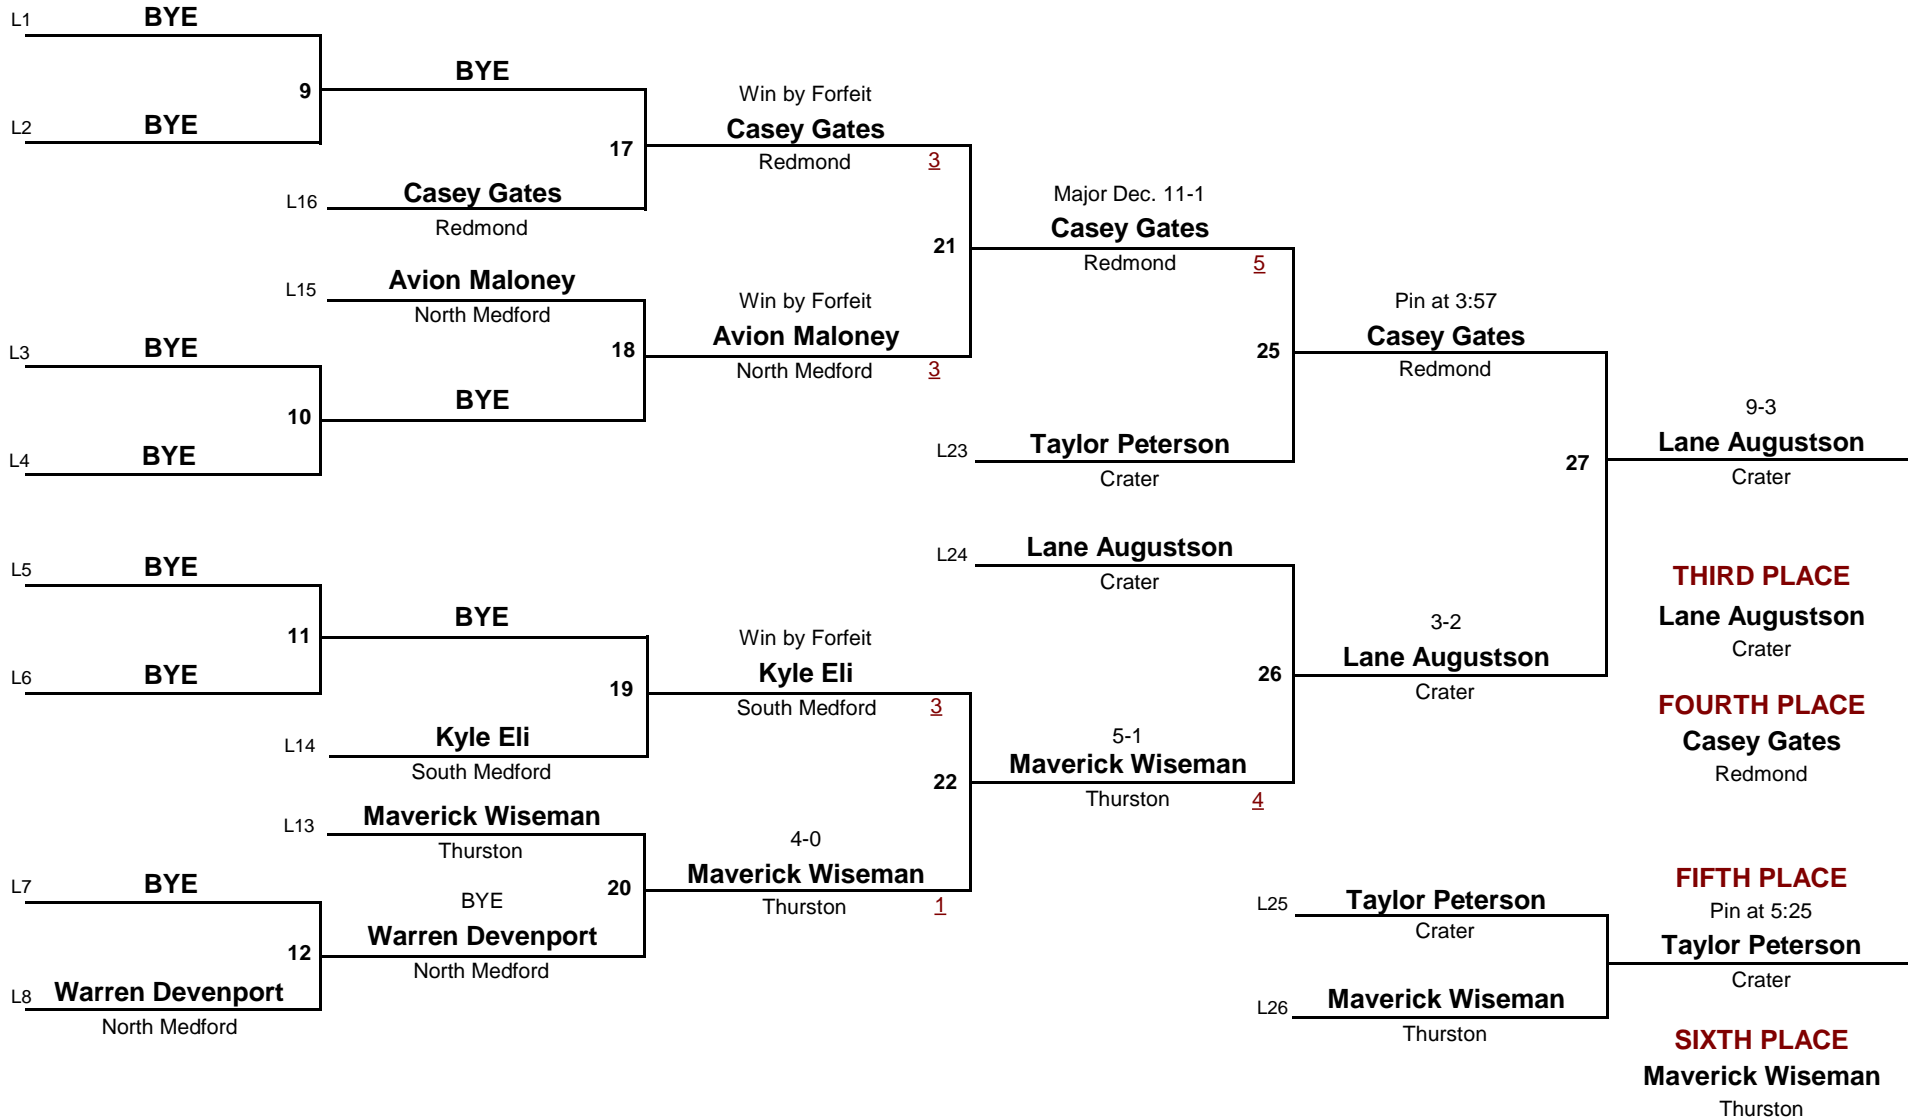 L1 BYE
9
L2 BYE
BYE
17
L16 Casey Gates
Redmond
L15 Avion Maloney
North Medford
L3 BYE
10
L4 BYE
BYE
18
Win by Forfeit
Casey Gates
Redmond 3
21
Win by Forfeit
Avion Maloney
North Medford 3
Major Dec. 11-1
Casey Gates
Redmond 5
25
L23 Taylor Peterson
Crater
Pin at 3:57
Casey Gates
Redmond
27
9-3
Lane Augustson
Crater
L5 BYE
11
L6 BYE
BYE
19
L14 Kyle Eli
South Medford
L13 Maverick Wiseman
Thurston
20
L7 BYE
12
L8 Warren Devenport
North Medford
BYE
Warren Devenport
North Medford
Win by Forfeit
Kyle Eli
South Medford 3
22
4-0
Maverick Wiseman
Thurston 1
L24 Lane Augustson
Crater
26
5-1
Maverick Wiseman
Thurston 4
3-2
Lane Augustson
Crater
THIRD PLACE
Lane Augustson
Crater
FOURTH PLACE
Casey Gates
Redmond
L25 Taylor Peterson
Crater
L26 Maverick Wiseman
Thurston
FIFTH PLACE
Pin at 5:25
Taylor Peterson
Crater
SIXTH PLACE
Maverick Wiseman
Thurston